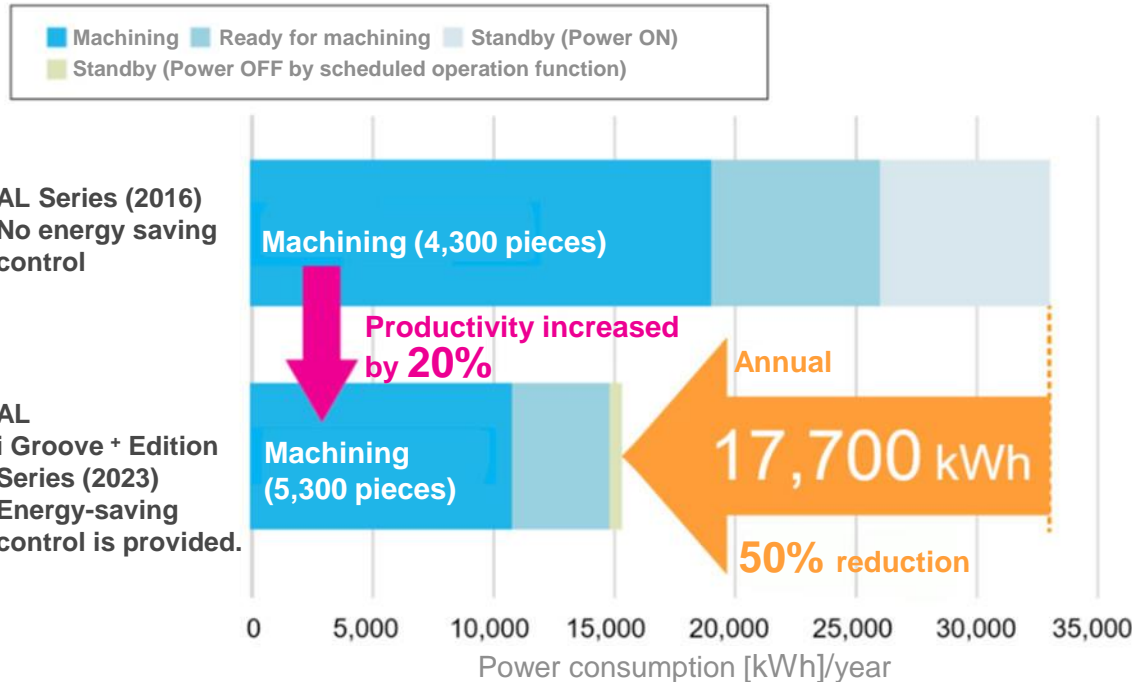 Machining Ready for machining Standby (Power ON)
Standby (Power OFF by scheduled operation function)
AL Series (2016)
No energy saving
control
Machining (4,300 pieces)
Productivity increased
by 20%
Annual
17,700 kWh
50% reduction
AL
i Groove + Edition
Series (2023)
Energy-saving
control is provided.
Machining
(5,300 pieces)
0 5,000 10,000 15,000 20,000 25,000 30,000 35,000
Power consumption [kWh]/year